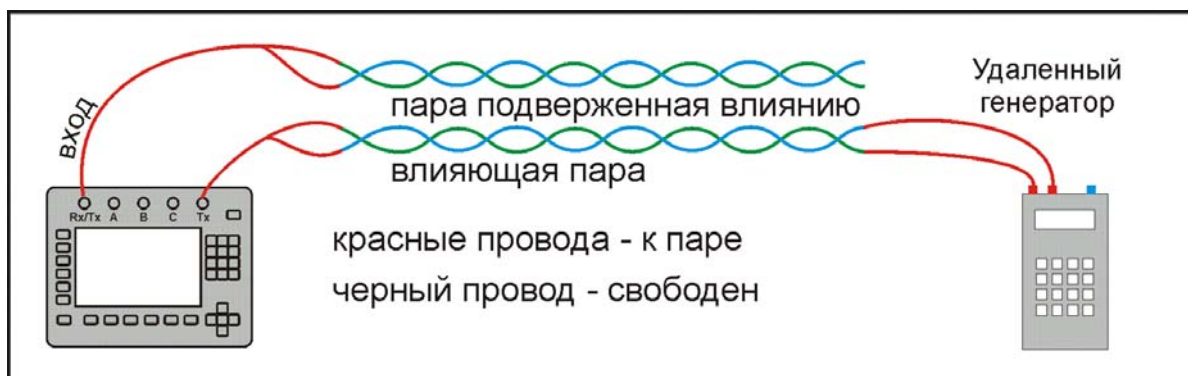 Удаленный
генератор
ВХОД
пара подверженная влиянию
влияющая пара
Rx/Tx A B C Tx
красные провода - к паре
черный провод - свободен